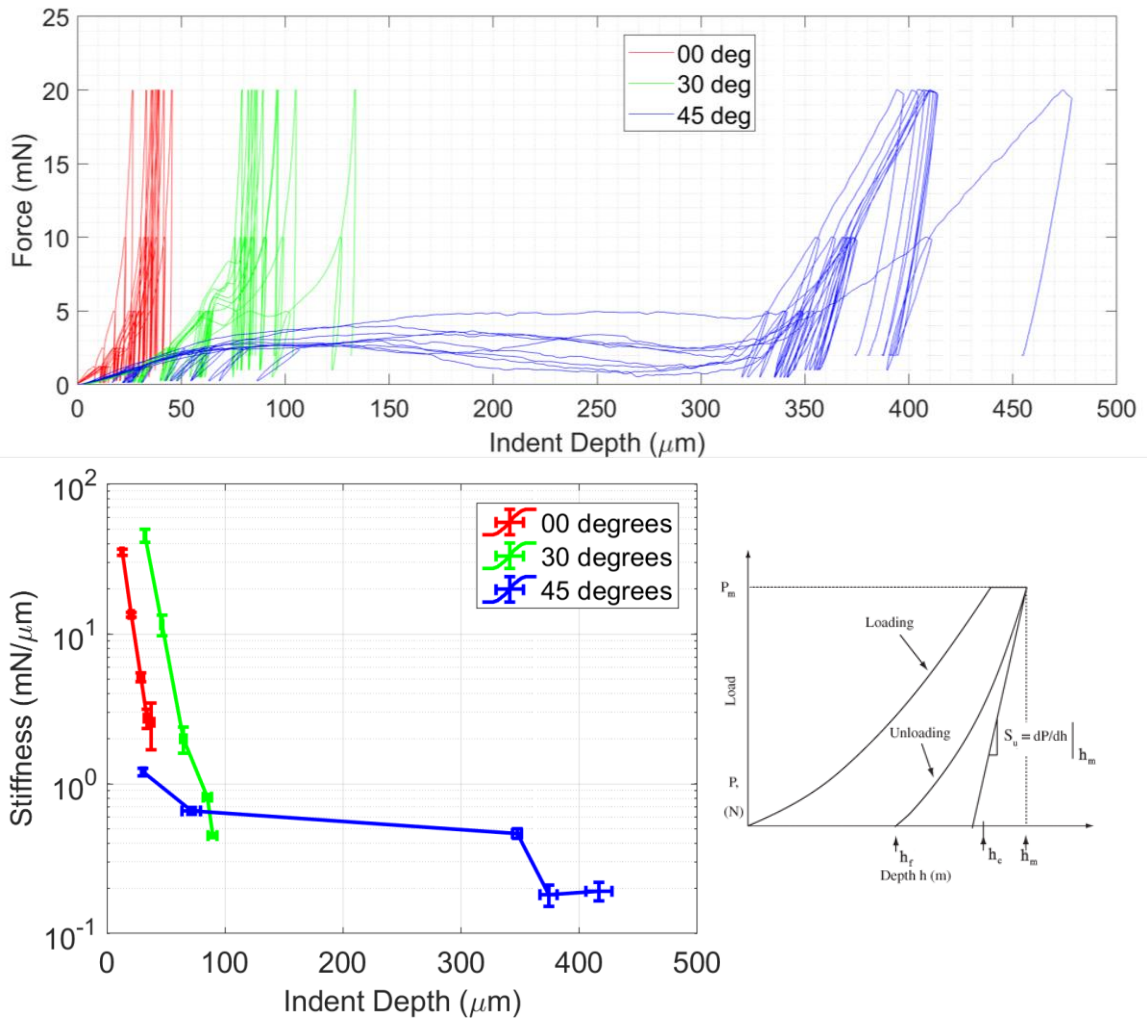 25
20
15
10
5
0
Force (mN)
00 deg
30 deg
45 deg
0 50 100 150 200 250 300 350 400 450 500
Indent Depth (μm)
10^2
10^1
10^0
10^-1
Stiffness (mN/μm)
00 degrees
30 degrees
45 degrees
0 100 200 300 400 500
Indent Depth (μm)
P_m
Loading
Load
Unloading
S_u = dP/dh |h_m
P,
(N)
h_r h_c h_m
Depth h (m)